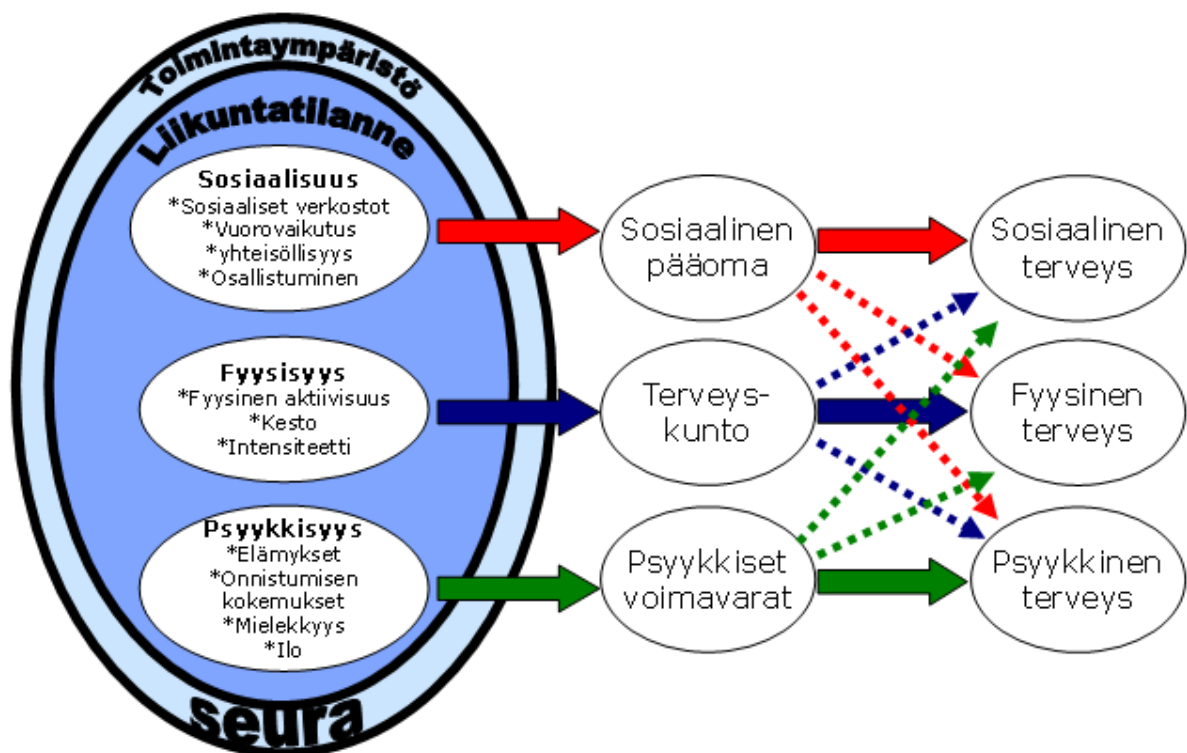 Toimintaympäristö
Liikuntatilanne
Sosiaalisuus
*Sosiaaliset verkostot
*Vuorovaikutus
*yhteisöllisyys
*Osallistuminen
Sosiaalinen
pääoma
Sosiaalinen
terveys
Fyysisyys
*Fyysinen aktiivisuus
*Kesto
*Intensiteetti
Terveys-
kunto
Fyysinen
terveys
Psyykkisyys
*Elämykset
*Onnistumisen
kokemukset
*Mielekkyys
*Ilo
Psyykkiset
voimavarat
Psyykkinen
terveys
seura